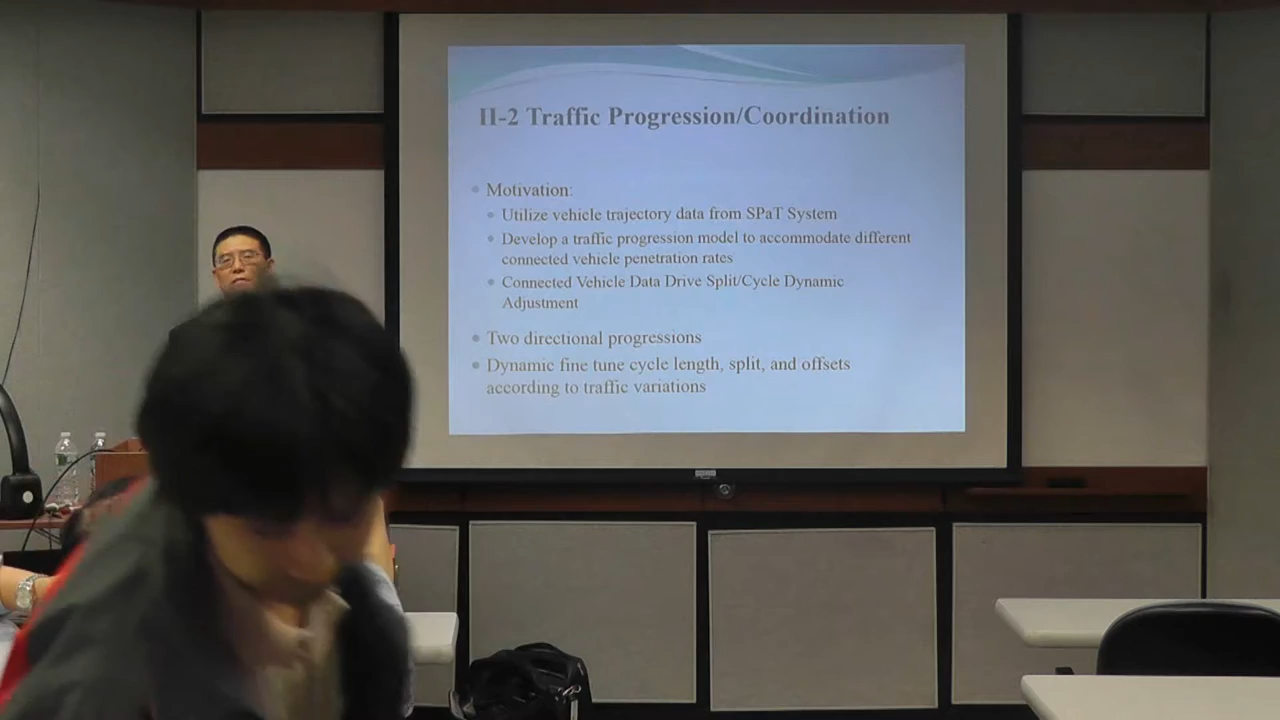 II-2 Traffic Progression/Coordination
Motivation:
Utilize vehicle trajectory data from SPaT System
Develop a traffic progression model to accommodate different
connected vehicle penetration rates
Connected Vehicle Data Drive Split/Cycle Dynamic
Adjustment
Two directional progressions
Dynamic fine tune cycle length, split, and offsets
according to traffic variations